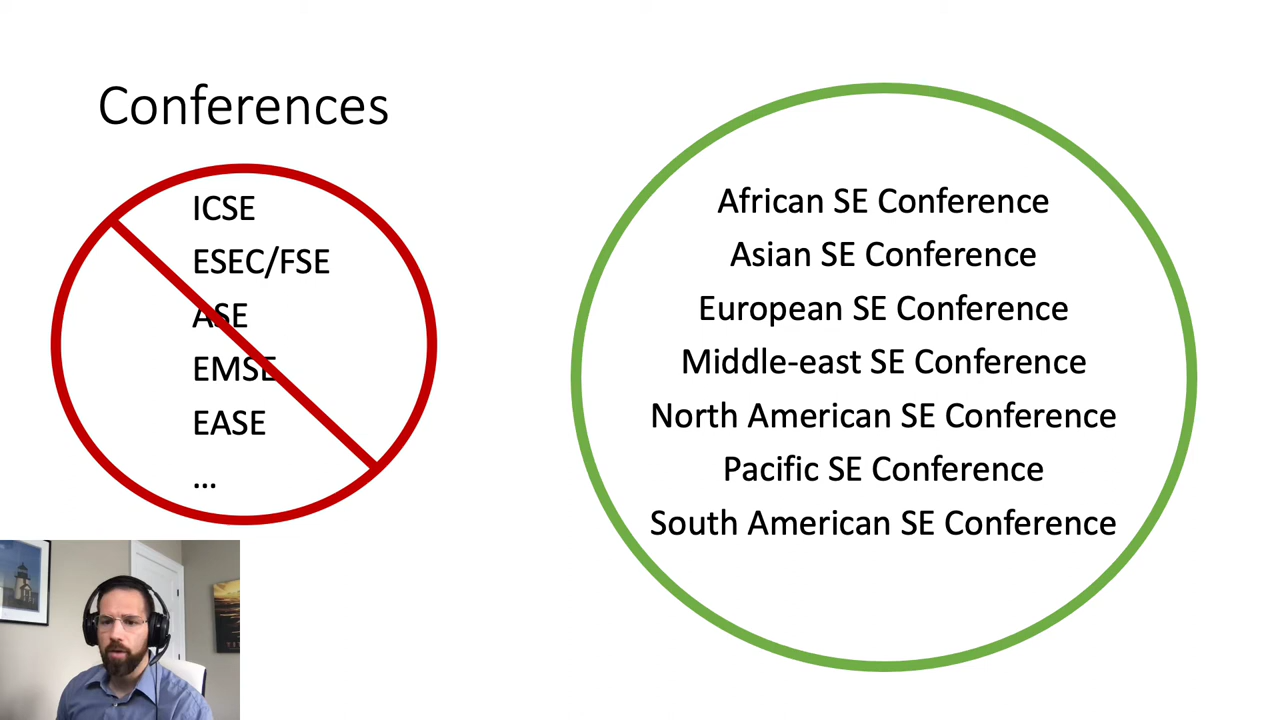 Conferences
ICSE
ESEC/FSE
ASE
EMSE
EASE
...
African SE Conference
Asian SE Conference
European SE Conference
Middle-east SE Conference
North American SE Conference
Pacific SE Conference
South American SE Conference